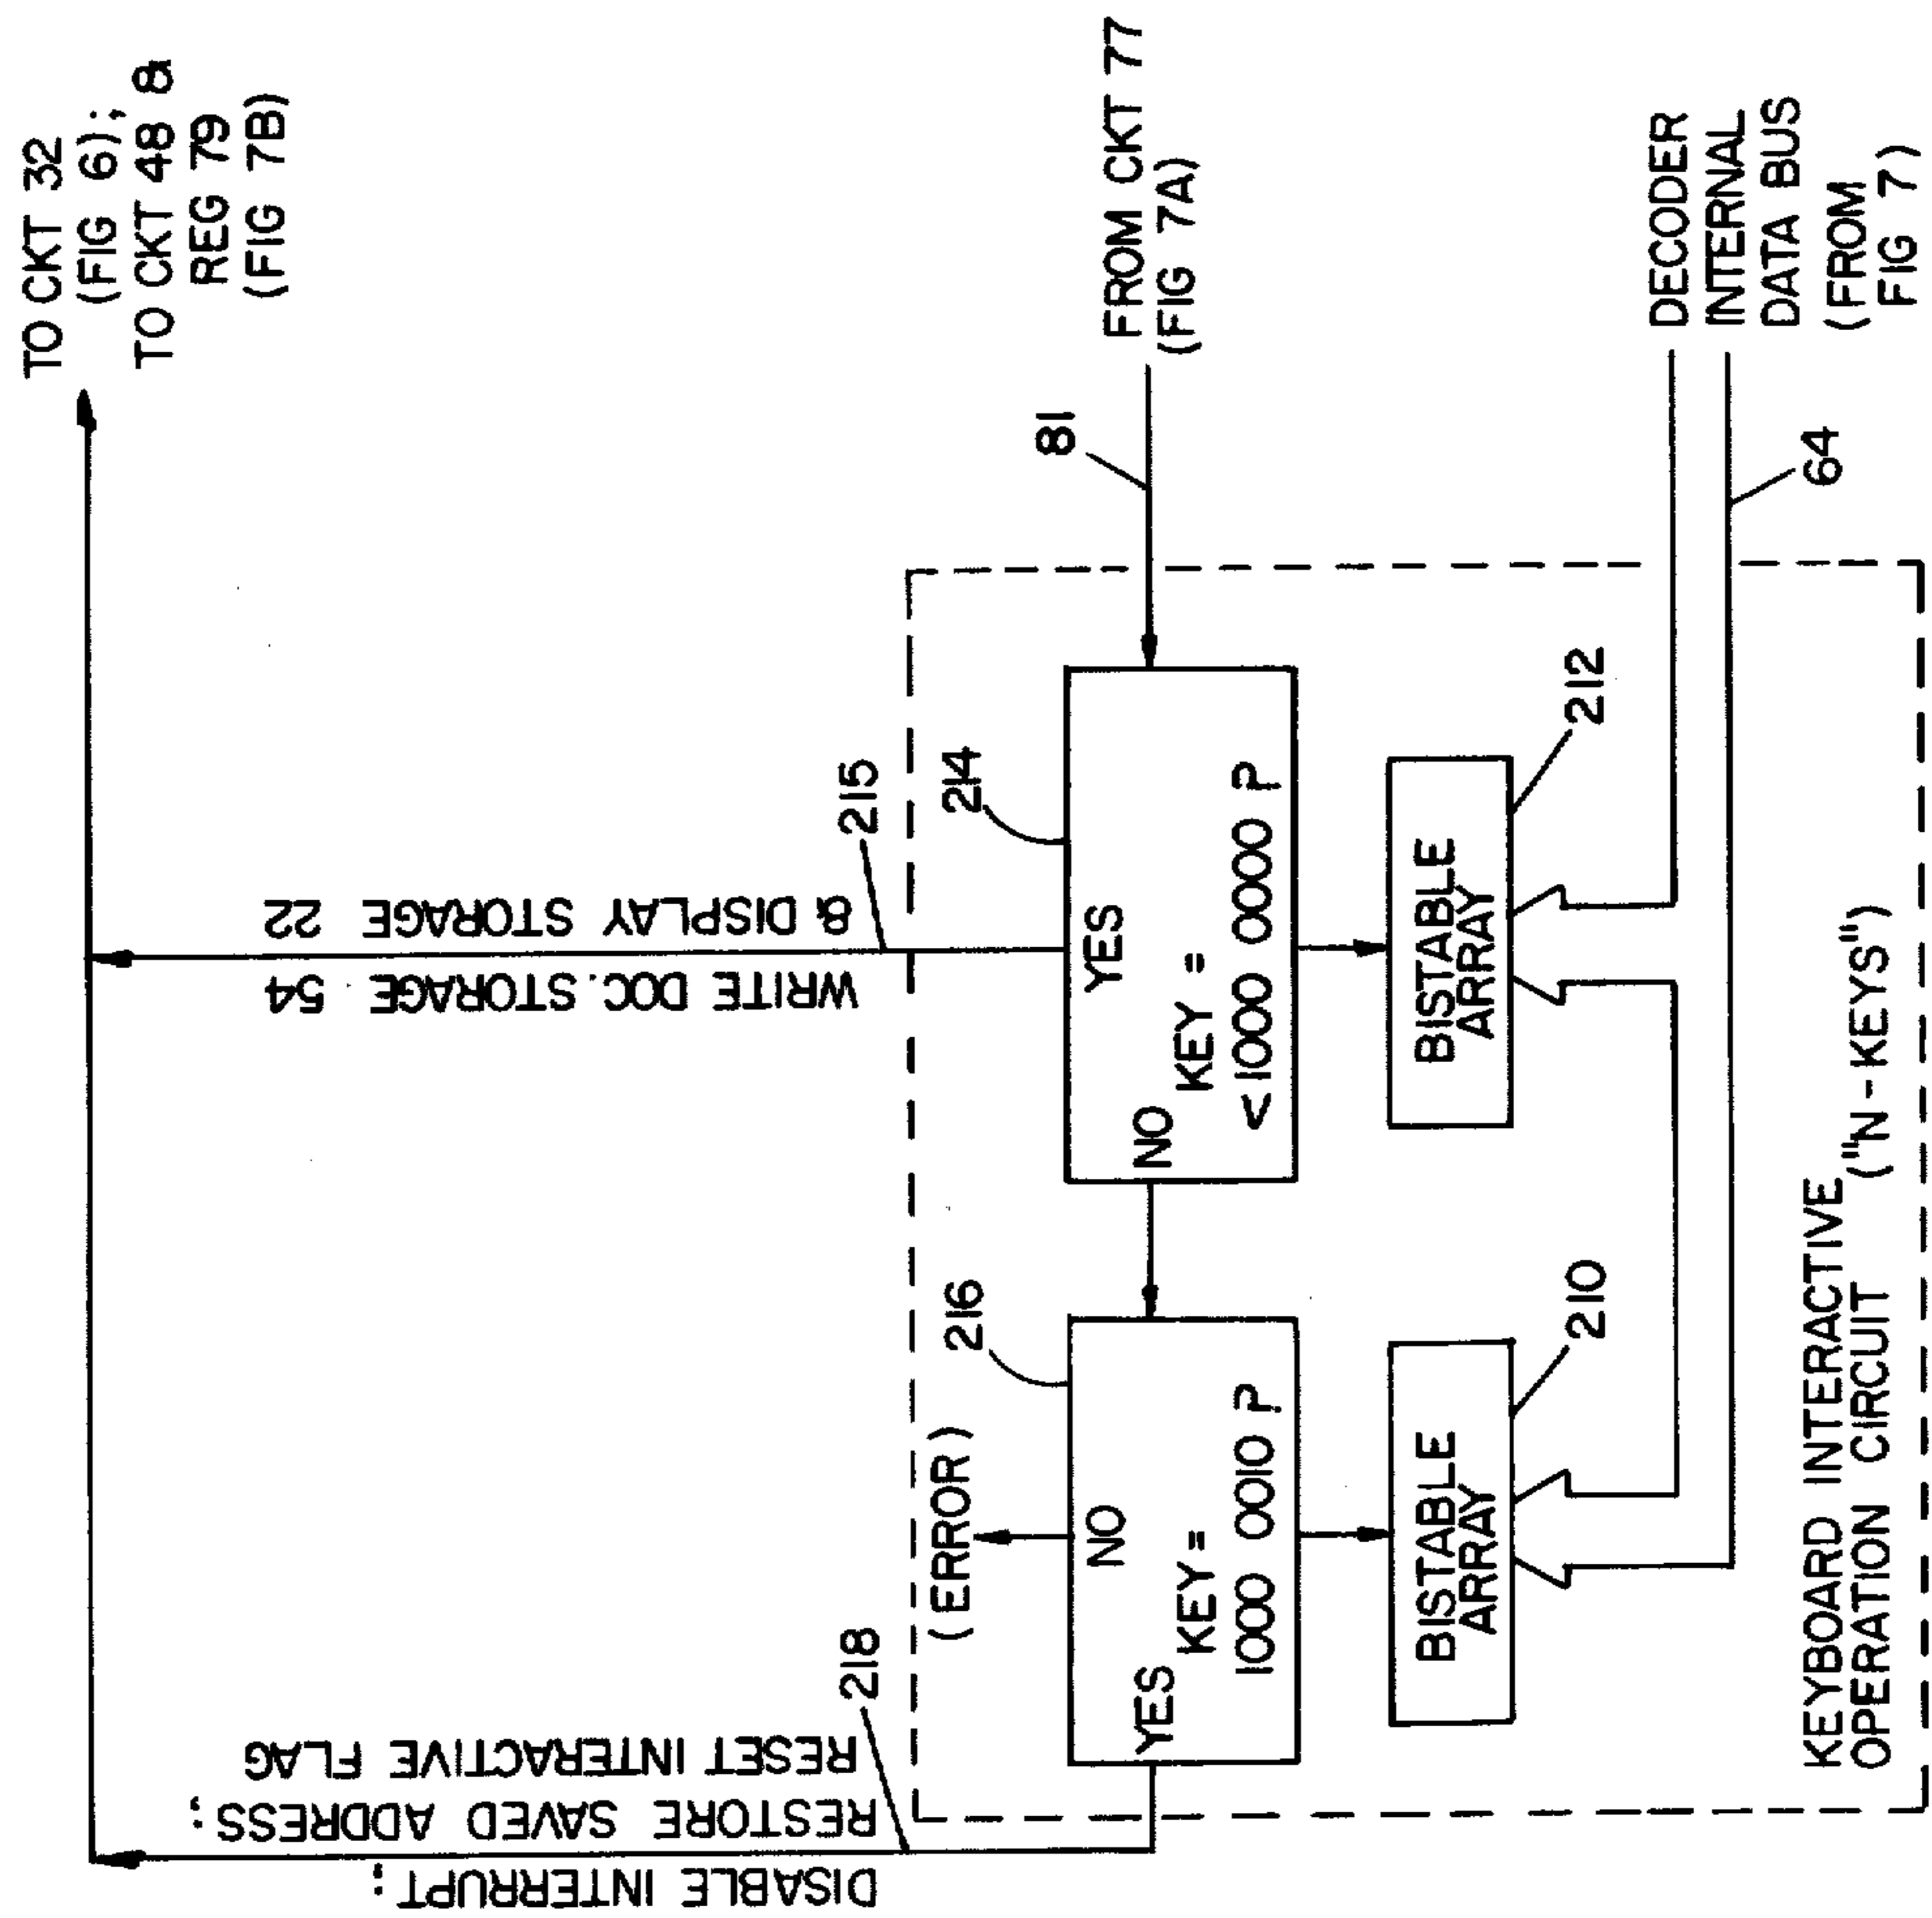 TO CKT 32
(FIG 6);
TO CKT 48 &
REG 79
(FIG 7B)
DISABLE INTERRUPT;
RESTORE SAVED ADDRESS;
RESET INTERACTIVE FLAG
218
WRITE DOC. STORAGE 54
& DISPLAY STORAGE 22
215
(ERROR)
216
NO
YES
KEY =
1000 0010 P
214
YES
NO
KEY =
<1000 0000 P
81
FROM CKT 77
(FIG 7A)
BISTABLE
ARRAY
210
BISTABLE
ARRAY
212
64
DECODER
INTERNAL
DATA BUS
(FROM
FIG 7)
KEYBOARD INTERACTIVE
OPERATION CIRCUIT ("N-KEYS")